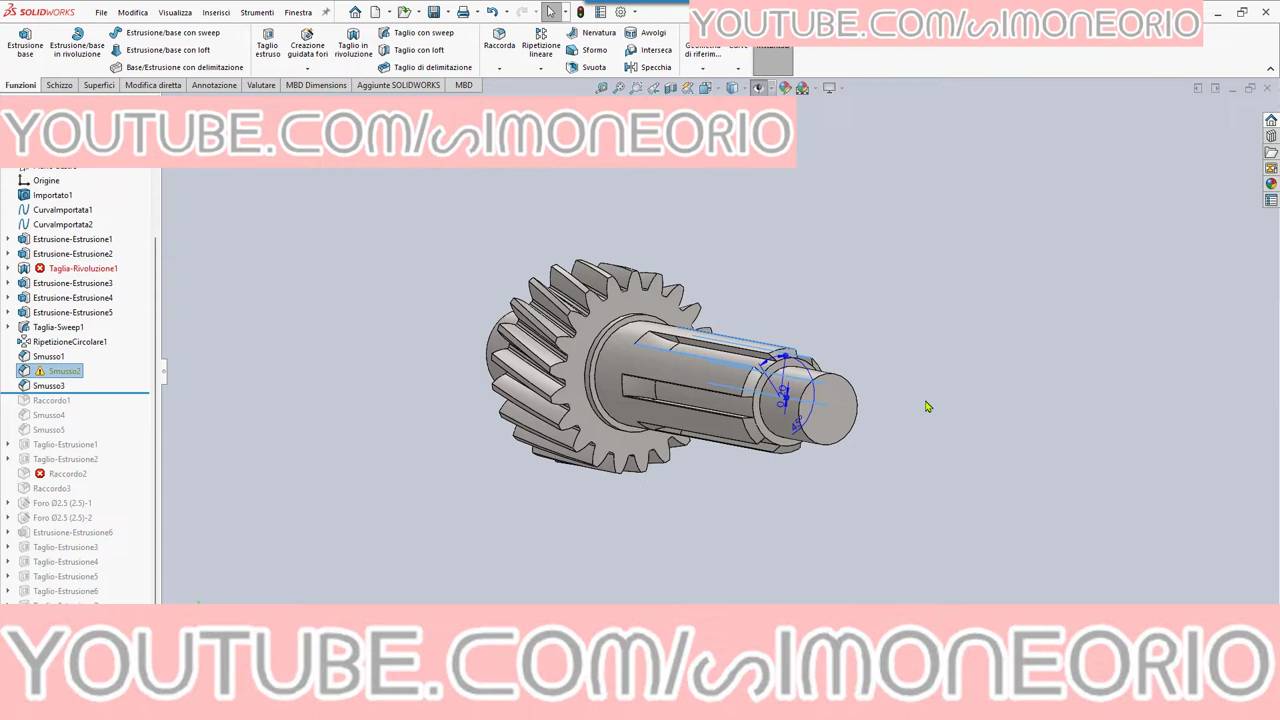 SOLIDWORKS File Modifica Visualizza Inserisci Strumenti Finestra
YOUTUBE.COM/SIMONEORIO
Estrusione base
Estrusione/base in rivoluzione
Estrusione/base con sweep
Base/Estrusione con loft
Base/Estrusione con delimitazione
Taglio estruso
Creazione guidata fori
Taglio in rivoluzione
Taglio con sweep
Taglio con loft
Taglio di delimitazione
Raccorda
Ripetizione lineare
Nervatura
Sformo
Svuota
Avvolgi
Interseca
Specchia
di riferim...
Funzioni Schizzo Superfici Modifica diretta Annotazione Valutare MBD Dimensions Aggiunte SOLIDWORKS MBD
YOUTUBE.COM/SIMONEORIO
Origine
Importato1
CurvaImportata1
CurvaImportata2
Estrusione-Estrusione1
Estrusione-Estrusione2
Taglia-Rivoluzione1
Estrusione-Estrusione3
Estrusione-Estrusione4
Estrusione-Estrusione5
Taglia-Sweep1
RipetizioneCircolare1
Smusso1
Smusso2
Smusso3
Raccordo1
Smusso4
Smusso5
Taglio-Estrusione1
Taglio-Estrusione2
Raccordo2
Raccordo3
Foro Ø2.5 (2.5)-1
Foro Ø2.5 (2.5)-2
Estrusione-Estrusione6
Taglio-Estrusione3
Taglio-Estrusione4
Taglio-Estrusione5
Taglio-Estrusione6
YOUTUBE.COM/SIMONEORIO